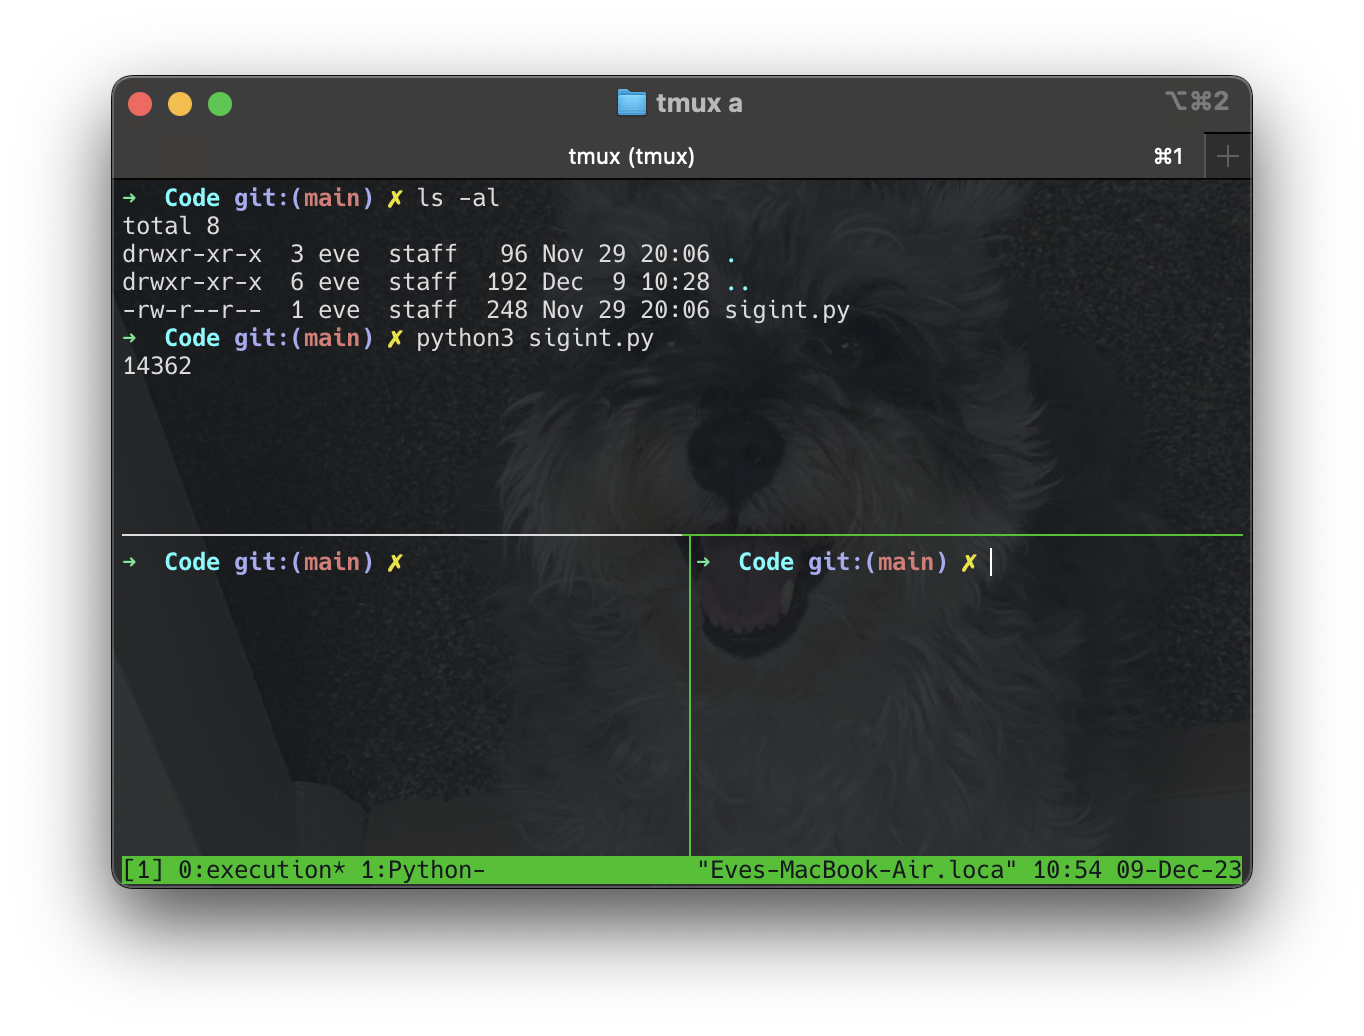 tmux a ⌥⌘2
tmux (tmux) ⌘1
→ Code git:(main) ✗ ls -al
total 8
drwxr-xr-x 3 eve staff 96 Nov 29 20:06 .
drwxr-xr-x 6 eve staff 192 Dec 9 10:28 ..
-rw-r--r-- 1 eve staff 248 Nov 29 20:06 sigint.py
→ Code git:(main) ✗ python3 sigint.py
14362
→ Code git:(main) ✗
→ Code git:(main) ✗
[1] 0:execution* 1:Python- "Eves-MacBook-Air.loca" 10:54 09-Dec-23